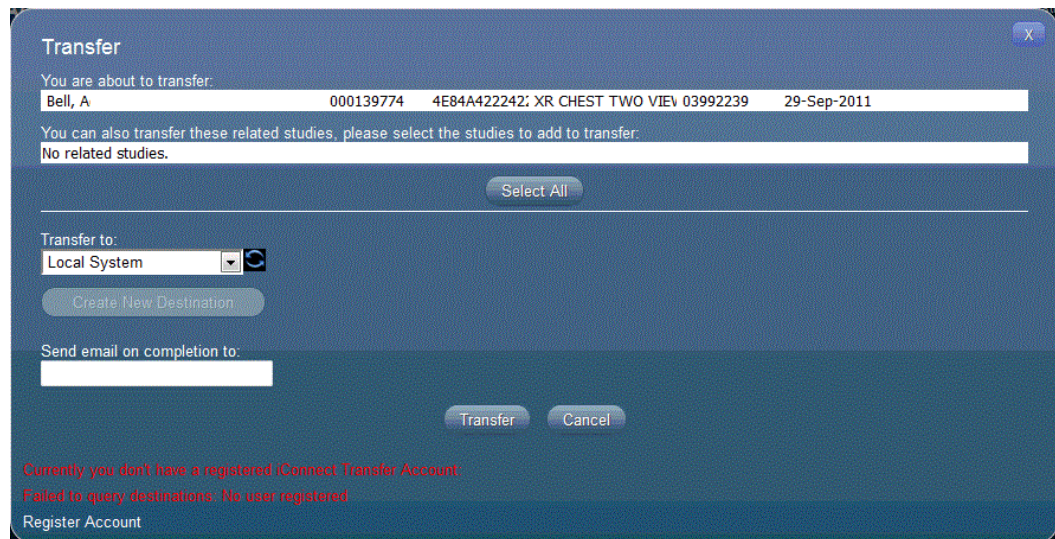 X
Transfer
You are about to transfer:
Bell, A 000139774 4E84A422242: XR CHEST TWO VIEW 03992239 29-Sep-2011
You can also transfer these related studies, please select the studies to add to transfer:
No related studies.
Select All
Transfer to:
Local System
Create New Destination
Send email on completion to:
Transfer Cancel
Currently you don't have a registered iConnect Transfer Account.
Failed to query destinations. No user registered
Register Account